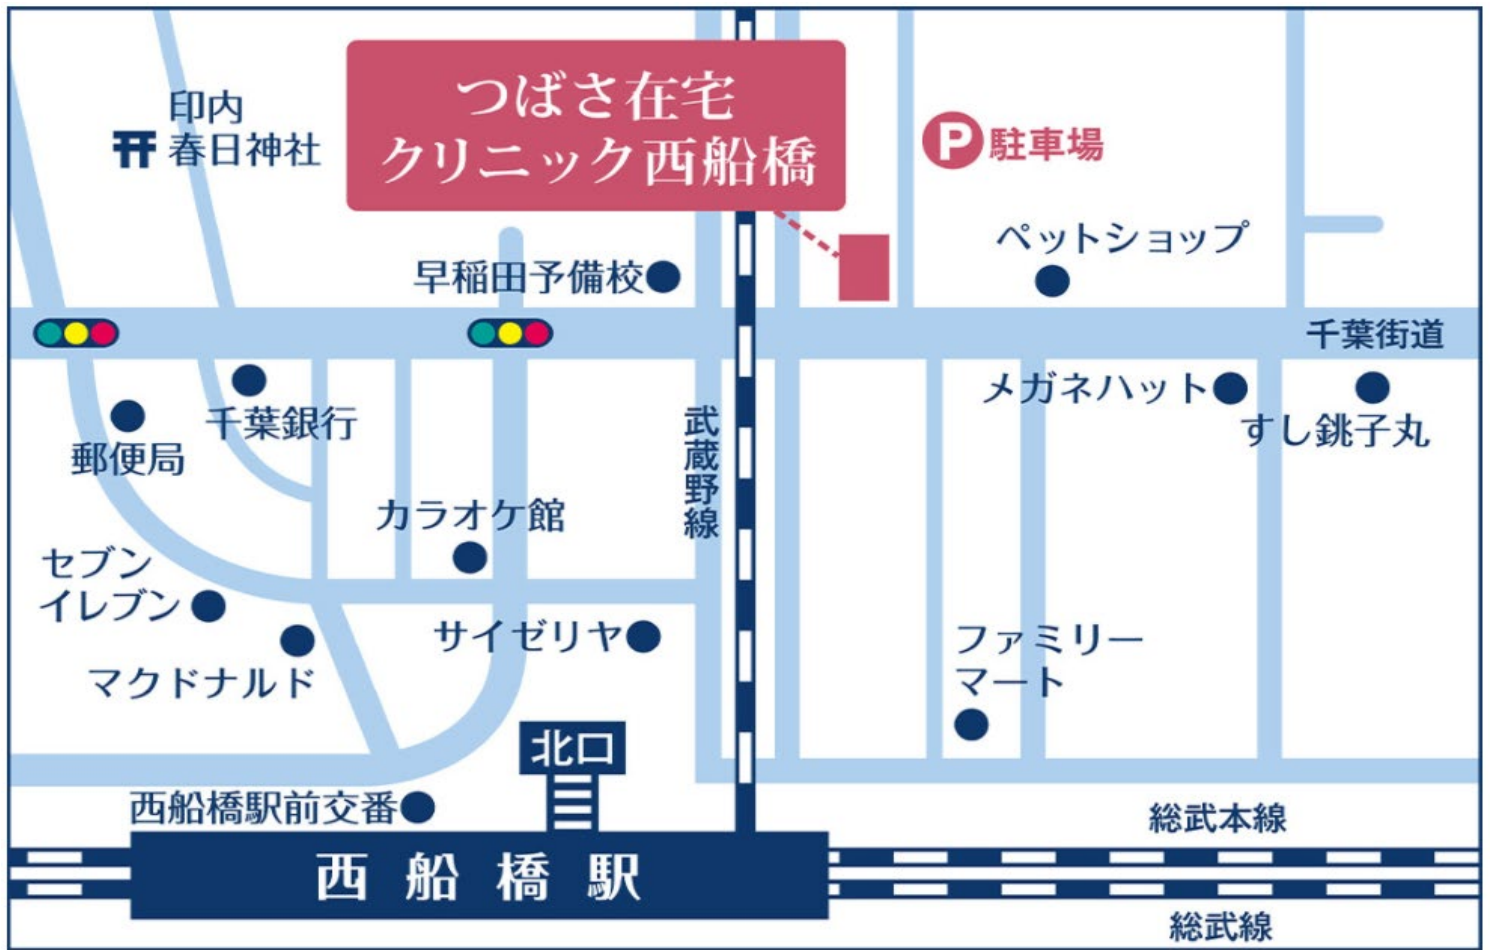 つばさ在宅
クリニック西船橋
印内
春日神社
P駐車場
ペットショップ
早稲田予備校
千葉街道
メガネハット
すし銚子丸
千葉銀行
郵便局
武蔵野線
カラオケ館
セブン
イレブン
マクドナルド
サイゼリヤ
ファミリー
マート
北口
西船橋駅前交番
総武本線
西船橋駅
総武線